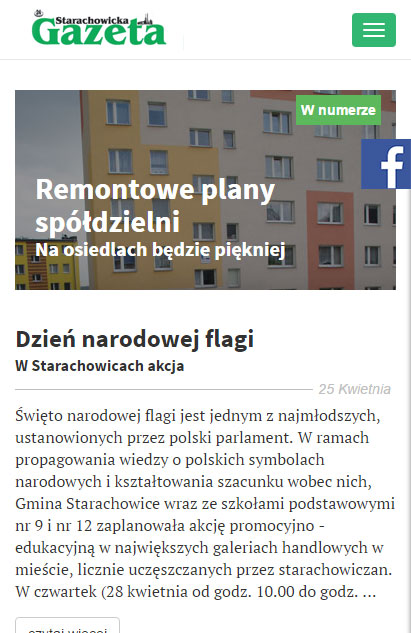 Starachowicka
Gazeta
W numerze
Remontowe plany
spółdzielni
Na osiedlach będzie piękniej
Dzień narodowej flagi
W Starachowicach akcja
25 Kwietnia
Święto narodowej flagi jest jednym z najmłodszych,
ustanowionych przez polski parlament. W ramach
propagowania wiedzy o polskich symbolach
narodowych i kształtowania szacunku wobec nich,
Gmina Starachowice wraz ze szkołami podstawowymi
nr 9 i nr 12 zaplanowała akcję promocyjno -
edukacyjną w największych galeriach handlowych w
mieście, licznie uczęszczanych przez starachowiczan.
W czwartek (28 kwietnia od godz. 10.00 do godz. …
czytaj więcej